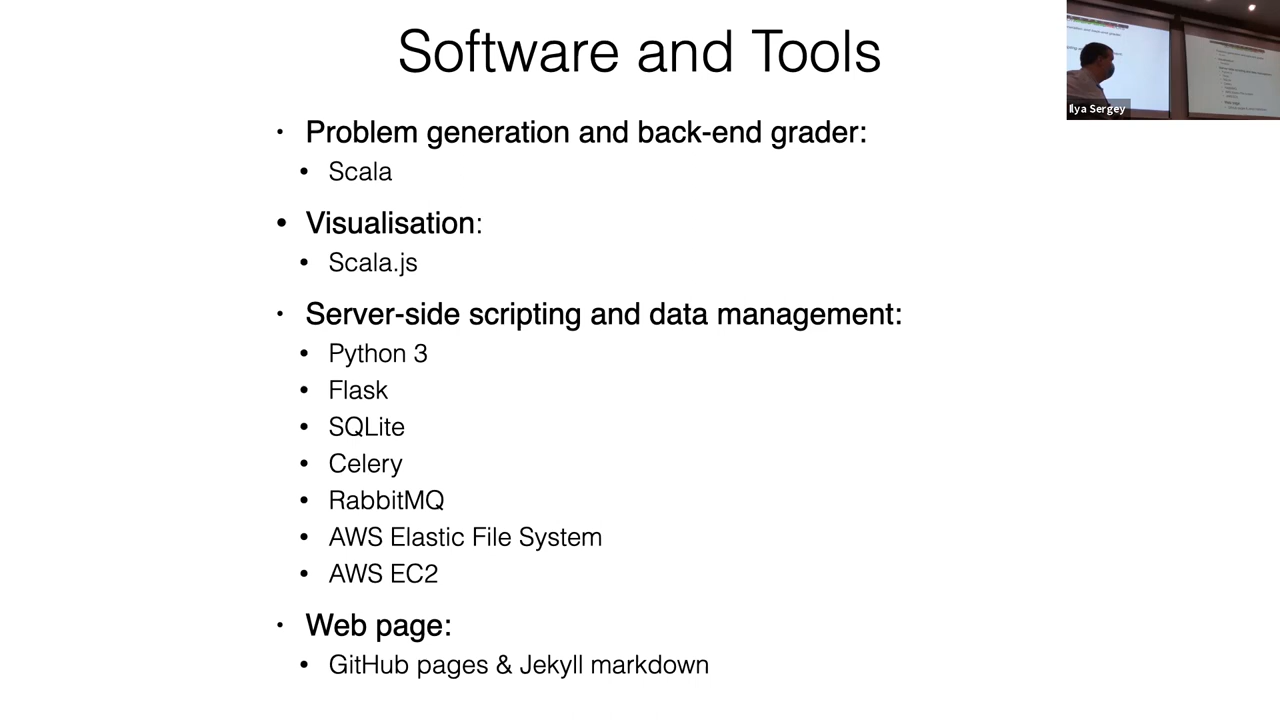 Software and Tools
• Problem generation and back-end grader:
• Scala
• Visualisation:
• Scala.js
• Server-side scripting and data management:
• Python 3
• Flask
• SQLite
• Celery
• RabbitMQ
• AWS Elastic File System
• AWS EC2
• Web page:
• GitHub pages & Jekyll markdown
Ilya Sergey